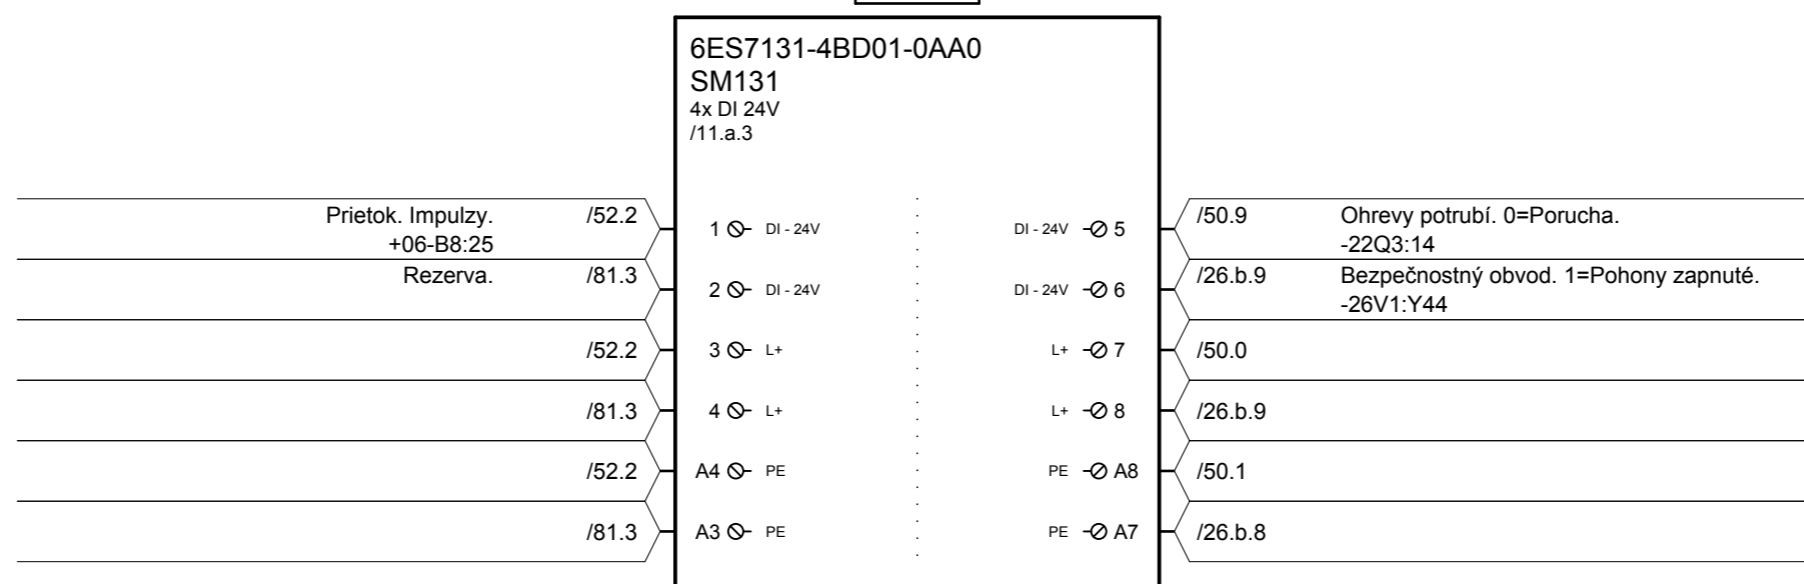 6ES7131-4BD01-0AA0
SM131
4x DI 24V
/11.a.3
Prietok. Impulzy. /52.2 1 DI - 24V DI - 24V 5 /50.9 Ohrevy potrubí. 0=Porucha.
+06-B8:25 -22Q3:14
Rezerva. /81.3 2 DI - 24V DI - 24V 6 /26.b.9 Bezpečnostný obvod. 1=Pohony zapnuté.
-26V1:Y44
/52.2 3 L+ L+ 7 /50.0
/81.3 4 L+ L+ 8 /26.b.9
/52.2 A4 PE PE A8 /50.1
/81.3 A3 PE PE A7 /26.b.8